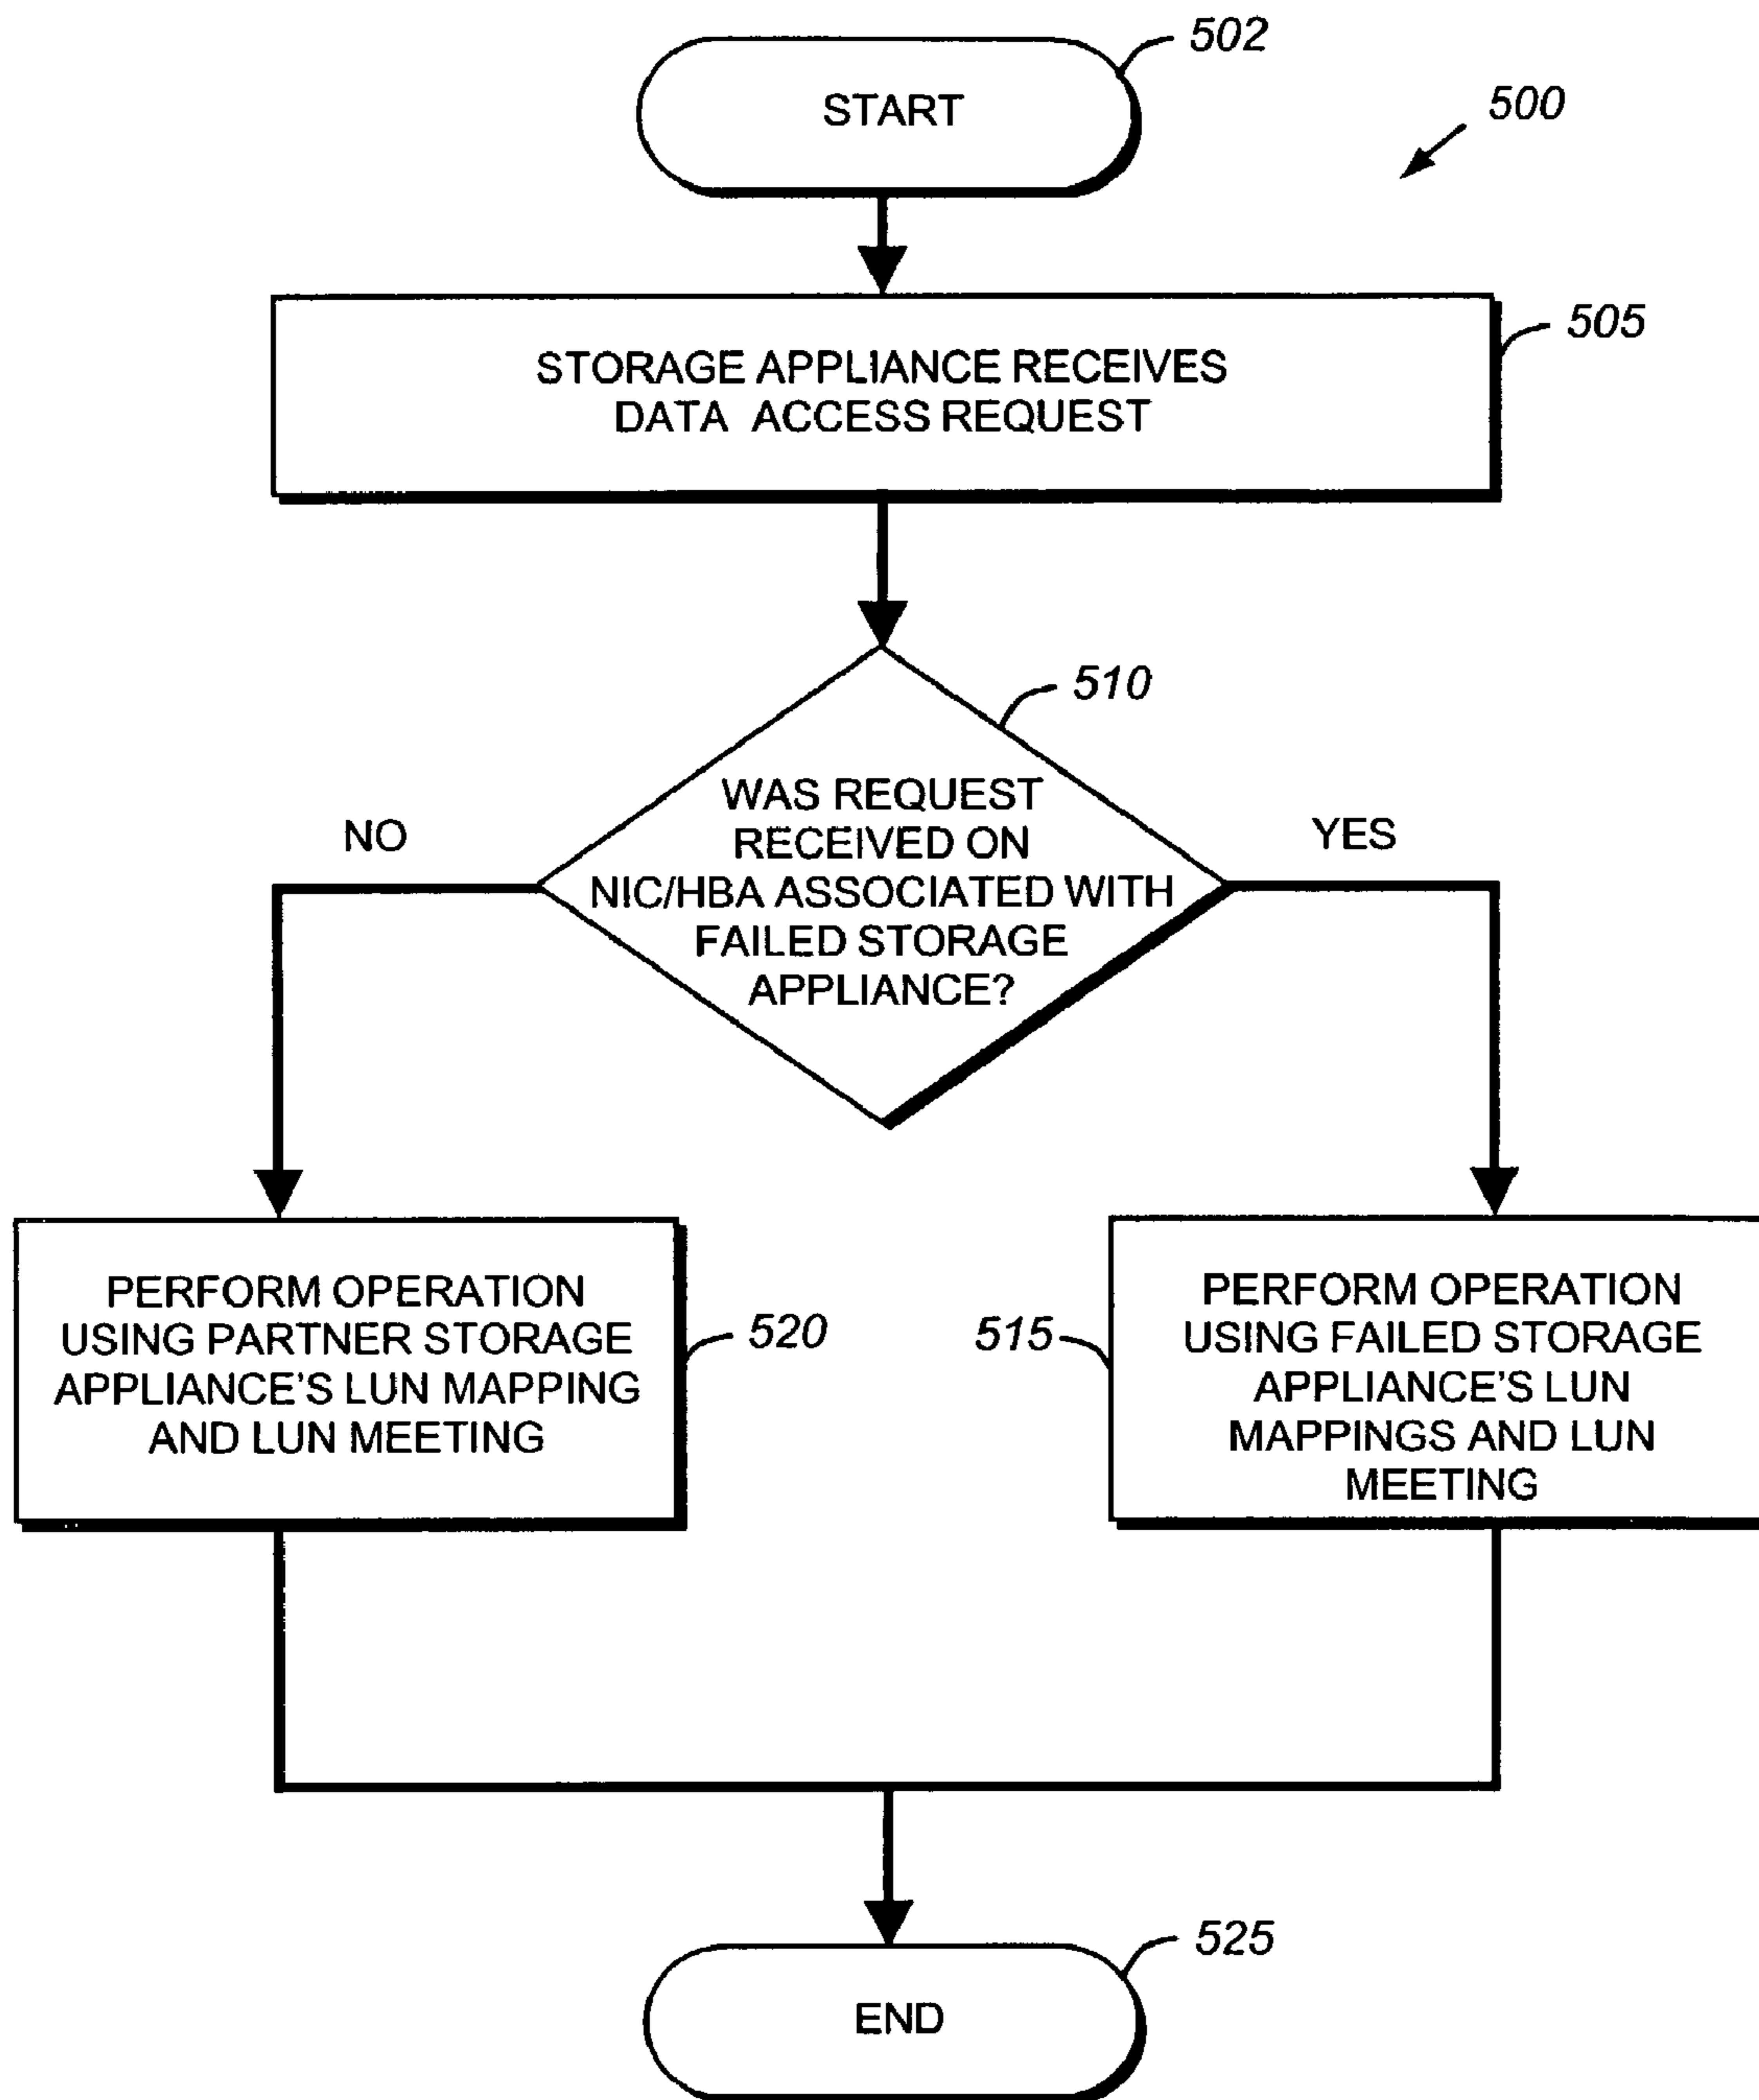 502
START
500
505
STORAGE APPLIANCE RECEIVES
DATA ACCESS REQUEST
510
WAS REQUEST
RECEIVED ON
NIC/HBA ASSOCIATED WITH
FAILED STORAGE
APPLIANCE?
NO
YES
PERFORM OPERATION
USING PARTNER STORAGE
APPLIANCE'S LUN MAPPING
AND LUN MEETING
520
515
PERFORM OPERATION
USING FAILED STORAGE
APPLIANCE'S LUN
MAPPINGS AND LUN
MEETING
525
END